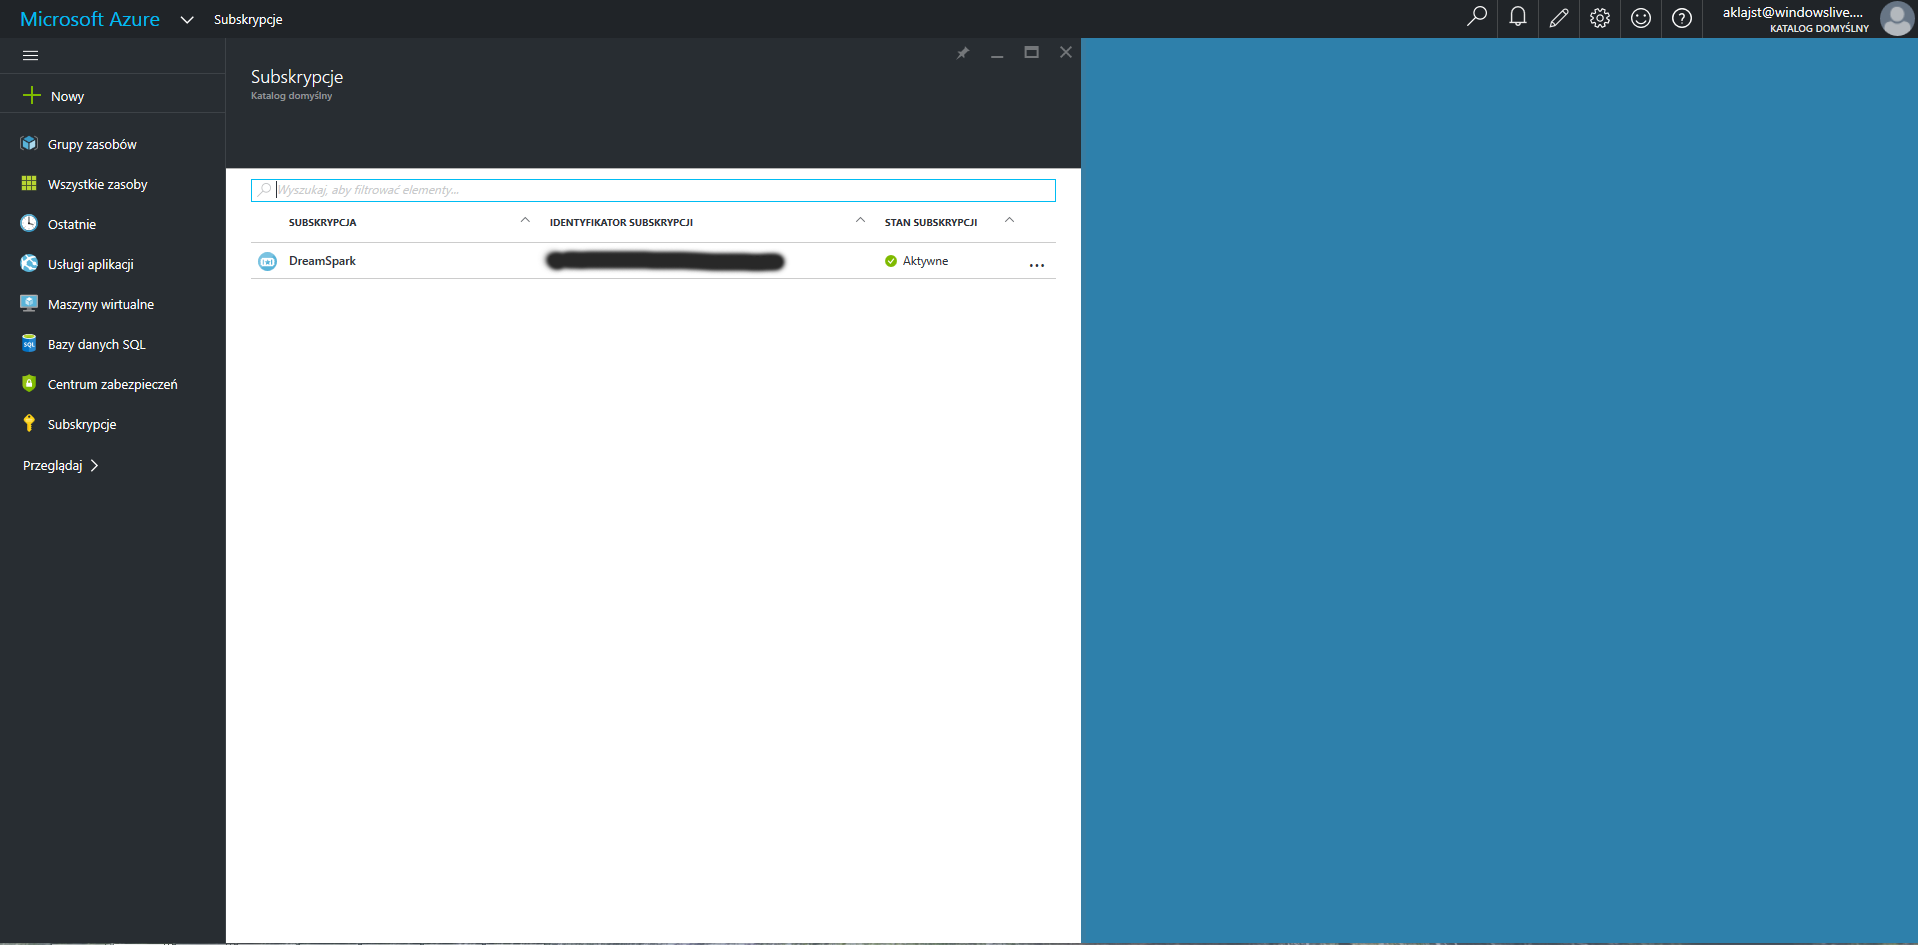 Microsoft Azure Subskrypcje
aklajst@windowslive....
KATALOG DOMYŚLNY
Nowy
Grupy zasobów
Wszystkie zasoby
Ostatnie
Usługi aplikacji
Maszyny wirtualne
Bazy danych SQL
Centrum zabezpieczeń
Subskrypcje
Przeglądaj
Subskrypcje
Katalog domyślny
Wyszukaj, aby filtrować elementy...
SUBSKRYPCJA IDENTYFIKATOR SUBSKRYPCJI STAN SUBSKRYPCJI
DreamSpark Aktywne ...